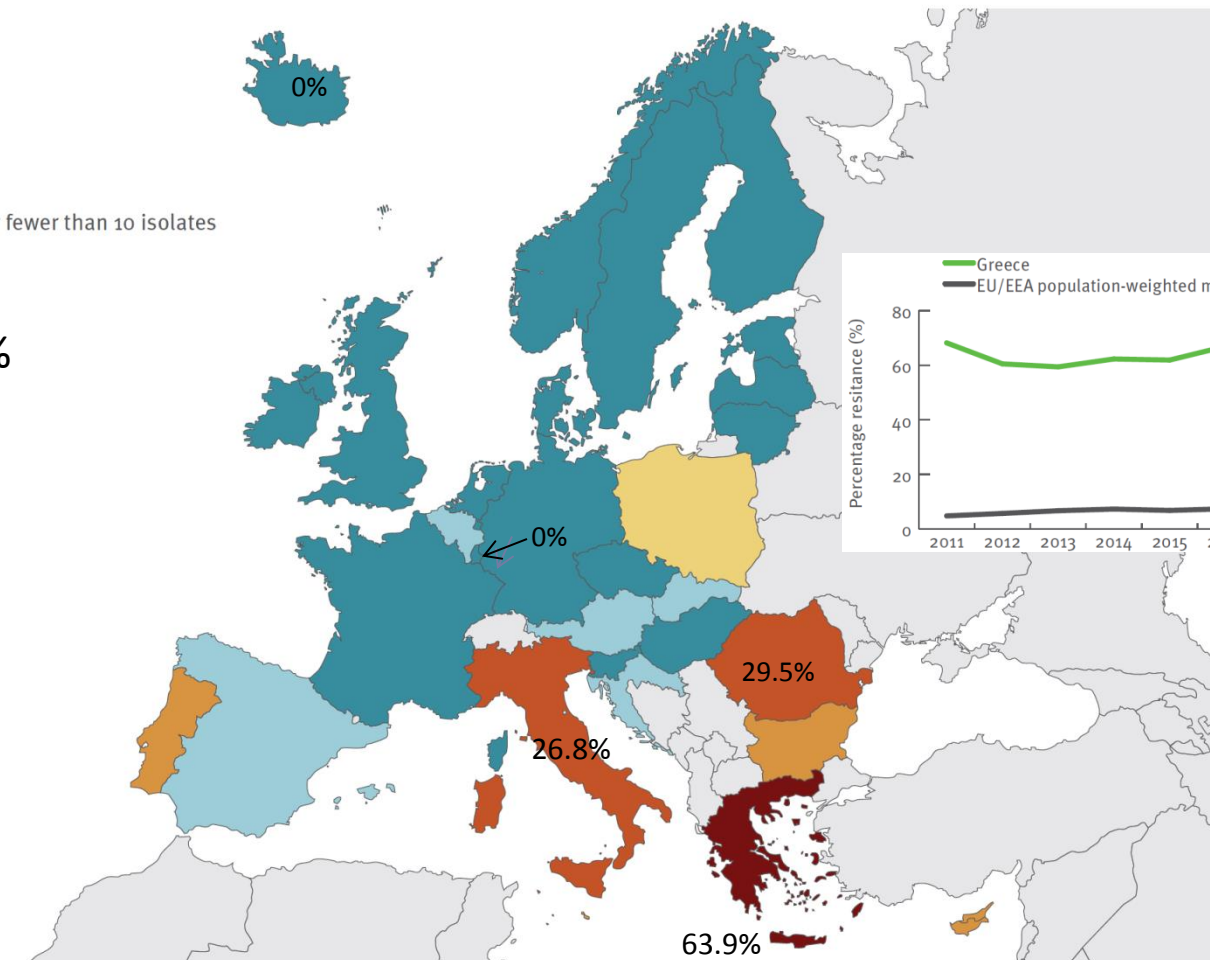 0%
fewer than 10 isolates
%
Greece
EU/EEA population-weighted
Percentage resitance (%)
80
60
40
20
0
2011 2012 2013 2014 2015
0%
29.5%
26.8%
63.9%